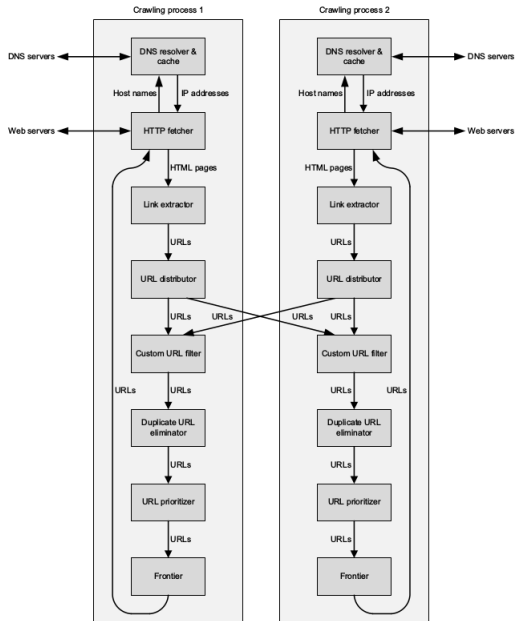 Crawling process 1
Crawling process 2
DNS servers
DNS resolver &
cache
DNS resolver &
cache
DNS servers
Host names
IP addresses
Host names
IP addresses
Web servers
HTTP fetcher
HTTP fetcher
Web servers
HTML pages
HTML pages
Link extractor
Link extractor
URLs
URLs
URL distributor
URL distributor
URLs
URLs
URLs
URLs
Custom URL filter
Custom URL filter
URLs
URLs
URLs
URLs
Duplicate URL
eliminator
Duplicate URL
eliminator
URLs
URLs
URL prioritizer
URL prioritizer
URLs
URLs
Frontier
Frontier